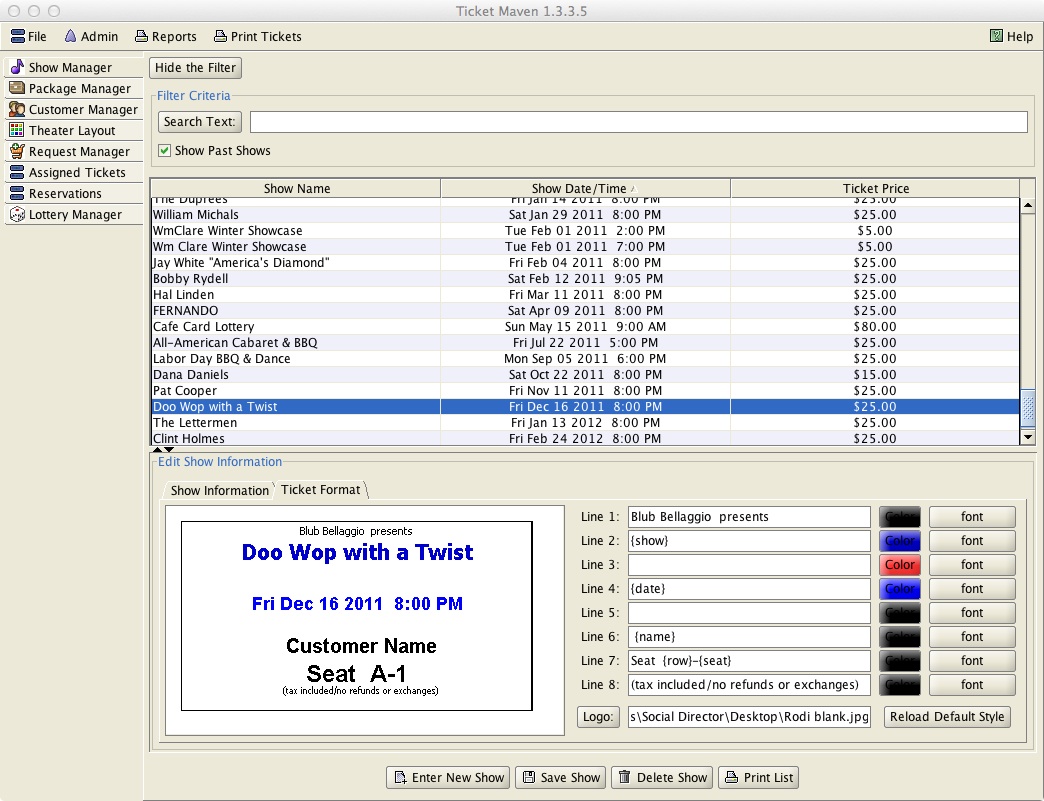 Ticket Maven 1.3.3.5
File Admin Reports Print Tickets Help
Show Manager
Package Manager
Customer Manager
Theater Layout
Request Manager
Assigned Tickets
Reservations
Lottery Manager
Hide the Filter
Filter Criteria
Search Text:
Show Past Shows
Show Name Show Date/Time Ticket Price
The Duprees Fri Jan 14 2011 8:00 PM $25.00
William Michals Sat Jan 29 2011 8:00 PM $25.00
WmClare Winter Showcase Tue Feb 01 2011 2:00 PM $5.00
Wm Clare Winter Showcase Tue Feb 01 2011 7:00 PM $5.00
Jay White "America's Diamond" Fri Feb 04 2011 8:00 PM $25.00
Bobby Rydell Sat Feb 12 2011 9:05 PM $25.00
Hal Linden Fri Mar 11 2011 8:00 PM $25.00
FERNANDO Sat Apr 09 2011 8:00 PM $25.00
Cafe Card Lottery Sun May 15 2011 9:00 AM $80.00
All-American Cabaret & BBQ Fri Jul 22 2011 5:00 PM $25.00
Labor Day BBQ & Dance Mon Sep 05 2011 6:00 PM $25.00
Dana Daniels Sat Oct 22 2011 8:00 PM $15.00
Pat Cooper Fri Nov 11 2011 8:00 PM $25.00
Doo Wop with a Twist Fri Dec 16 2011 8:00 PM $25.00
The Lettermen Fri Jan 13 2012 8:00 PM $25.00
Clint Holmes Fri Feb 24 2012 8:00 PM $25.00
Edit Show Information
Show Information Ticket Format
Blub Bellaggio presents
Doo Wop with a Twist
Fri Dec 16 2011 8:00 PM
Customer Name
Seat A-1
(tax included/no refunds or exchanges)
Line 1: Blub Bellaggio presents Color font
Line 2: {show} Color font
Line 3: Color font
Line 4: {date} Color font
Line 5: Color font
Line 6: {name} Color font
Line 7: Seat {row}-{seat} Color font
Line 8: (tax included/no refunds or exchanges) Color font
Logo: s\Social Director\Desktop\Rodi blank.jpg Reload Default Style
Enter New Show Save Show Delete Show Print List